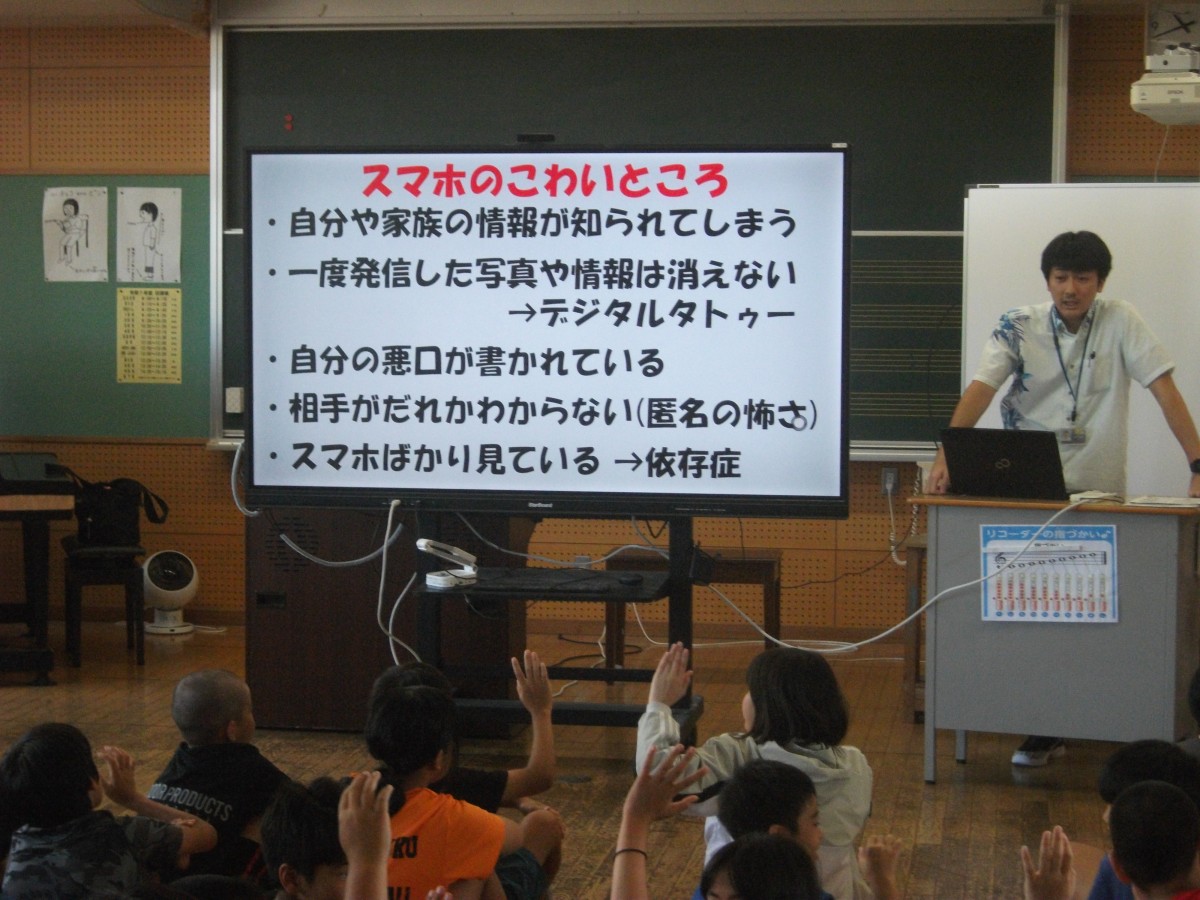 スマホのこわいところ
・自分や家族の情報が知られてしまう
・一度発信した写真や情報は消えない
→デジタルタトゥー
・自分の悪口が書かれている
・相手がだれかわからない(匿名の怖さ)
・スマホばかり見ている →依存症
リコーダーの指づかい
PRODUCTS
EPSON